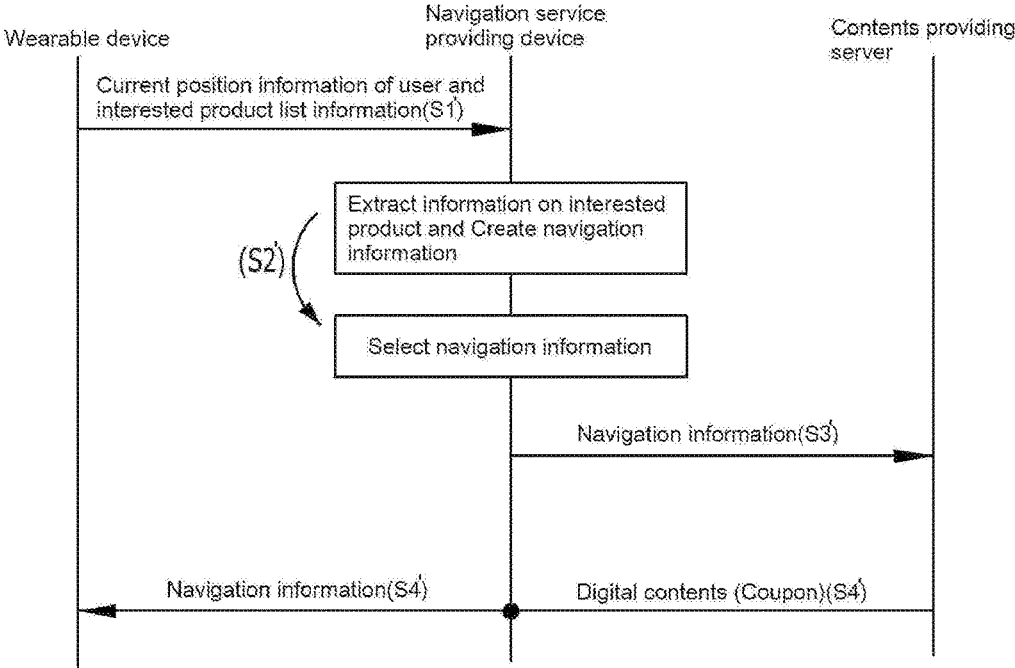 Wearable device
Navigation service
providing device
Contents providing
server
Current position information of user and
interested product list information(S1')
Extract information on interested
product and Create navigation
information
(S2')
Select navigation information
Navigation information(S3')
Navigation information(S4')
Digital contents (Coupon)(S4')